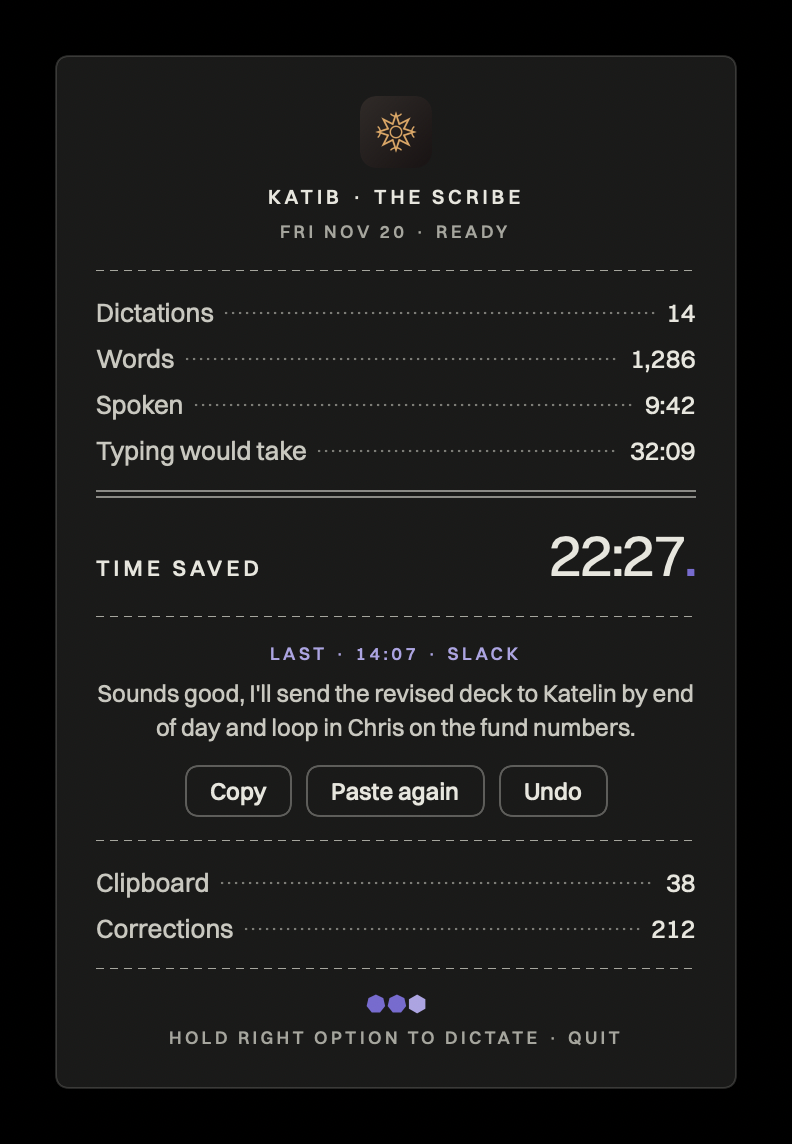 KATIB · THE SCRIBE
FRI NOV 20 · READY
Dictations 14
Words 1,286
Spoken 9:42
Typing would take 32:09
TIME SAVED 22:27.
LAST · 14:07 · SLACK
Sounds good, I'll send the revised deck to Katelin by end
of day and loop in Chris on the fund numbers.
Copy Paste again Undo
Clipboard 38
Corrections 212
HOLD RIGHT OPTION TO DICTATE · QUIT